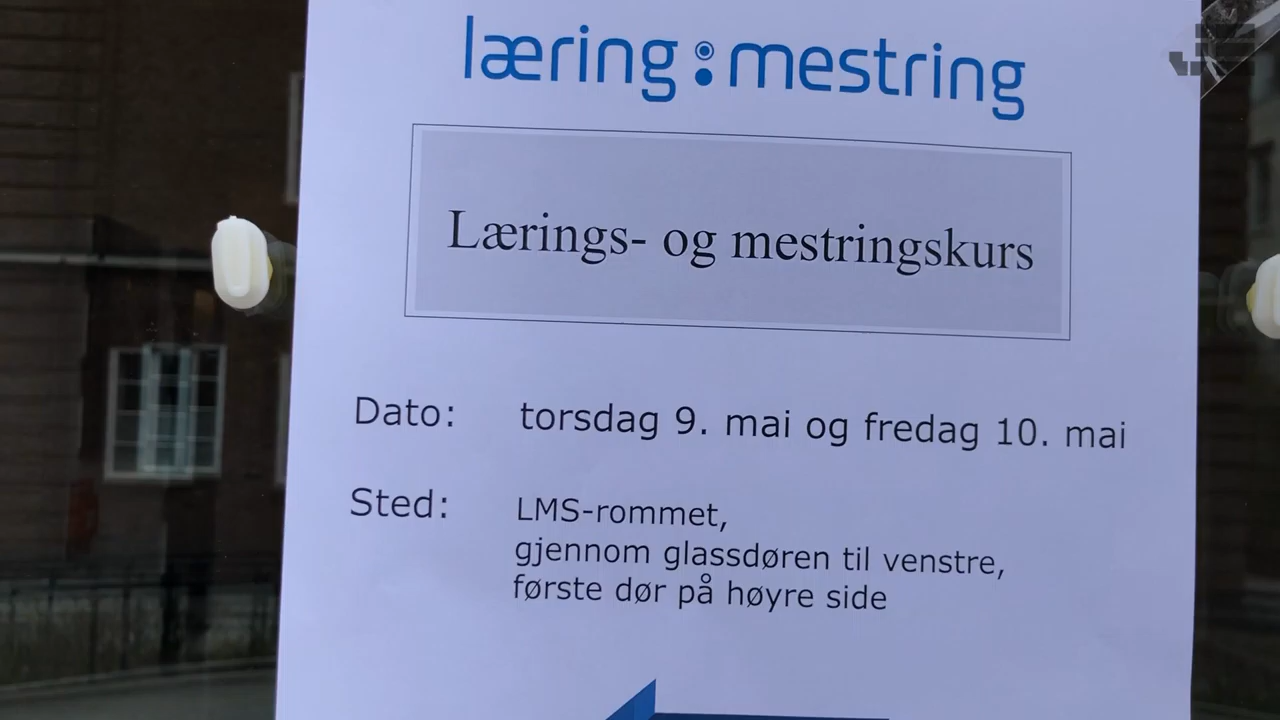 læring:mestring
Lærings- og mestringskurs
Dato: torsdag 9. mai og fredag 10. mai
Sted: LMS-rommet,
gjennom glassdøren til venstre,
første dør på høyre side